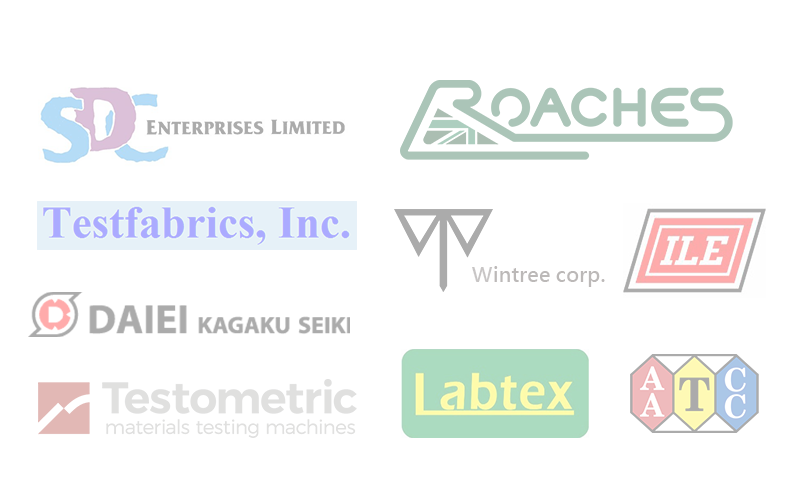 SDC ENTERPRISES LIMITED
ROACHES
Testfabrics, Inc.
Wintree corp.
ILE
DAIEI KAGAKU SEIKI
Testometric
materials testing machines
Labtex
AATCC